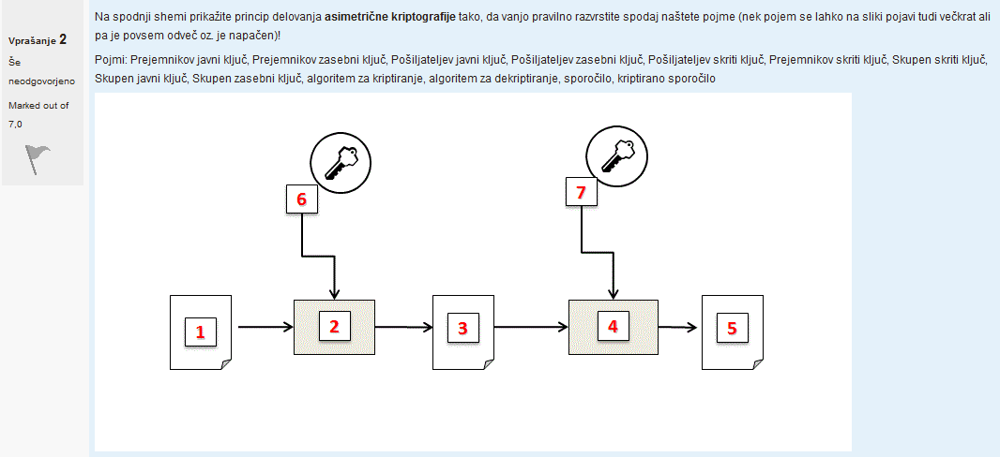 Vprašanje 2
Še
neodgovorjeno
Marked out of
7,0
Na spodnji shemi prikažite princip delovanja asimetrične kriptografije tako, da vanjo pravilno razvrstite spodaj naštete pojme (nek pojem se lahko na sliki pojavi tudi večkrat ali
pa je povsem odveč oz. je napačen)!
Pojmi: Prejemnikov javni ključ, Prejemnikov zasebni ključ, Pošiljateljev javni ključ, Pošiljateljev zasebni ključ, Pošiljateljev skriti ključ, Prejemnikov skriti ključ, Skupen skriti ključ,
Skupen javni ključ, Skupen zasebni ključ, algoritem za kriptiranje, algoritem za dekriptiranje, sporočilo, kriptirano sporočilo
6
7
1
2
3
4
5